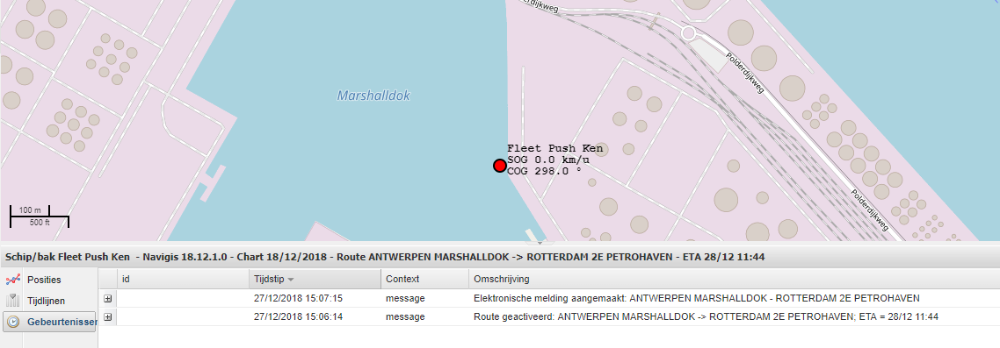 derdijkweg
Marshalldok
Polderdijkweg
Fleet Push Ken
SOG 0.0 km/u
COG 298.0 °
Polderdijkweg
100 m
500 ft
Schip/bak Fleet Push Ken - Navigis 18.12.1.0 - Chart 18/12/2018 - Route ANTWERPEN MARSHALLDOK -> ROTTERDAM 2E PETROHAVEN - ETA 28/12 11:44
Posities
Tijdlijnen
Gebeurtenissen
id Tijdstip Context Omschrijving
27/12/2018 15:07:15 message Elektronische melding aangemaakt: ANTWERPEN MARSHALLDOK - ROTTERDAM 2E PETROHAVEN
27/12/2018 15:06:14 message Route geactiveerd: ANTWERPEN MARSHALLDOK -> ROTTERDAM 2E PETROHAVEN; ETA = 28/12 11:44